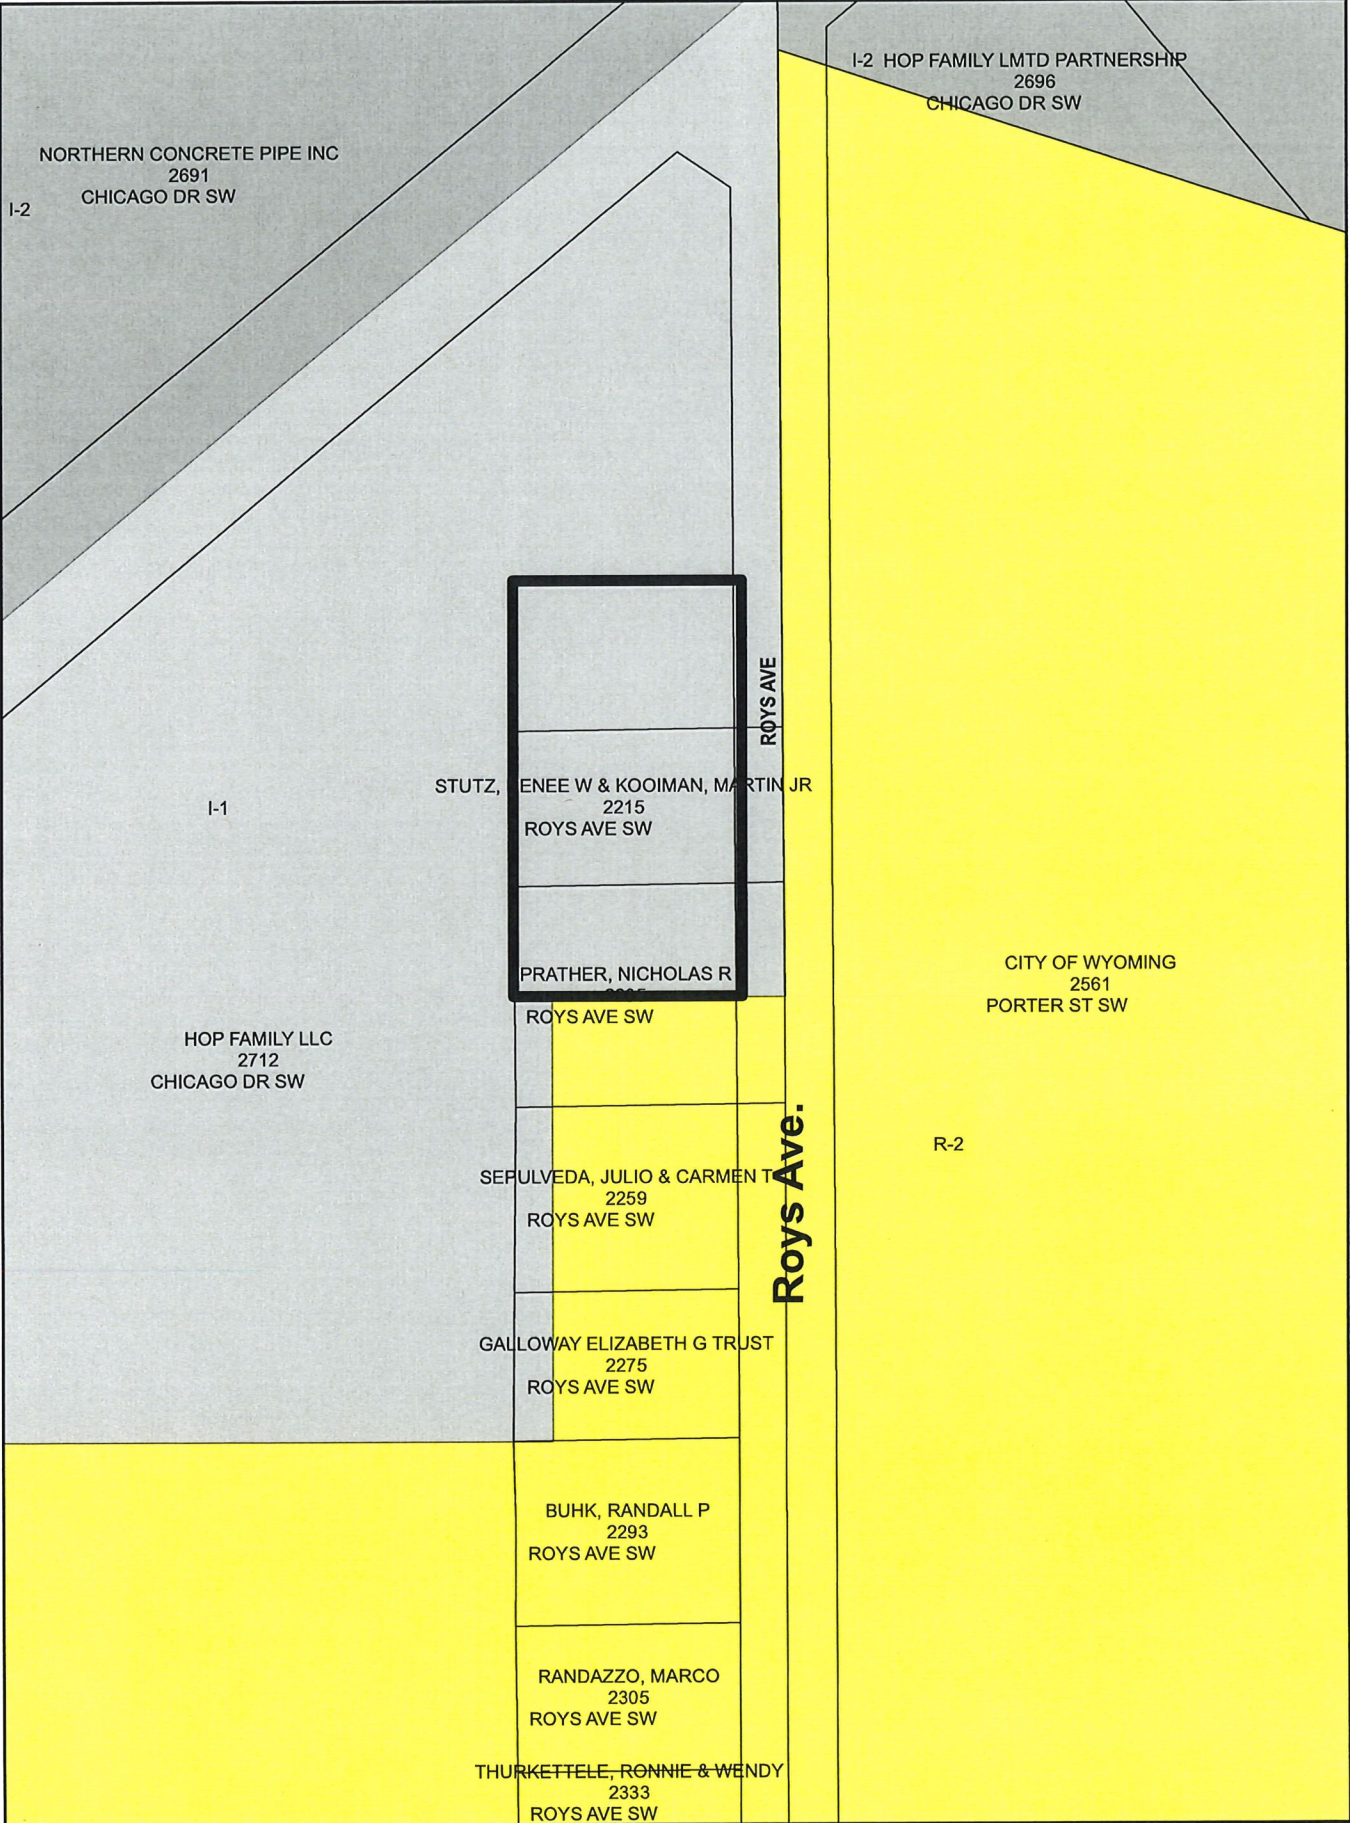 I-2 HOP FAMILY LMTD PARTNERSHIP
2696
CHICAGO DR SW
NORTHERN CONCRETE PIPE INC
2691
CHICAGO DR SW
I-2
ROYS AVE
STUTZ, ENEE W & KOOIMAN, MARTIN JR
2215
ROYS AVE SW
I-1
PRATHER, NICHOLAS R
ROYS AVE SW
CITY OF WYOMING
2561
PORTER ST SW
HOP FAMILY LLC
2712
CHICAGO DR SW
Roys Ave.
R-2
SEPULVEDA, JULIO & CARMEN T
2259
ROYS AVE SW
GALLOWAY ELIZABETH G TRUST
2275
ROYS AVE SW
BUHK, RANDALL P
2293
ROYS AVE SW
RANDAZZO, MARCO
2305
ROYS AVE SW
THURKETTELE, RONNIE & WENDY
2333
ROYS AVE SW